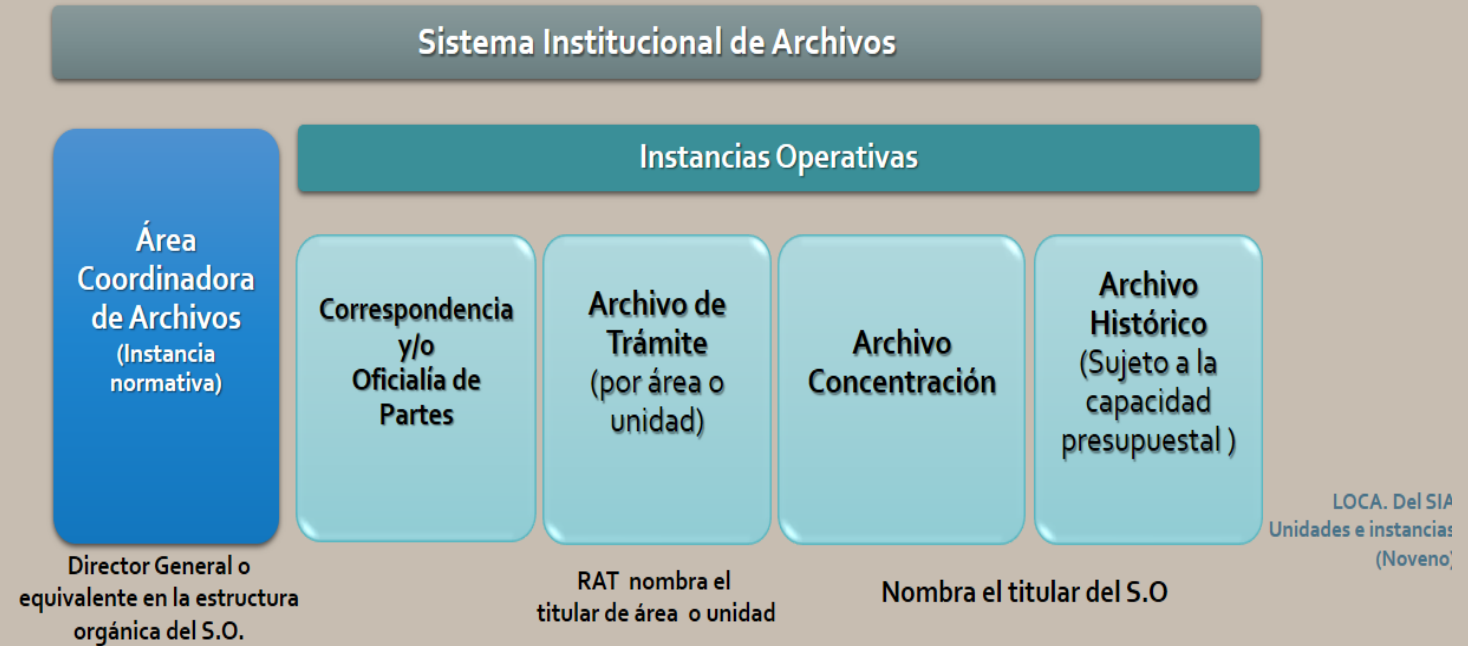 Sistema Institucional de Archivos
Instancias Operativas
Área
Coordinadora
de Archivos
(Instancia
normativa)
Correspondencia
y/o
Oficialía de
Partes
Archivo de
Trámite
(por área o
unidad)
Archivo
Concentración
Archivo
Histórico
(Sujeto a la
capacidad
presupuestal )
LOCA. Del SIA
Unidades e instancias
(Noveno)
Director General o
equivalente en la estructura
orgánica del S.O.
RAT nombra el
titular de área o unidad
Nombra el titular del S.O